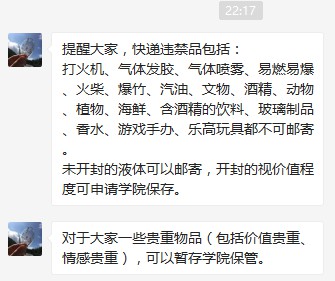 22:17
提醒大家，快递违禁品包括：
打火机、气体发胶、气体喷雾、易燃易爆
、火柴、爆竹、汽油、文物、酒精、动物
、植物、海鲜、含酒精的饮料、玻璃制品
、香水、游戏手办、乐高玩具都不可邮寄
。
未开封的液体可以邮寄，开封的视价值程
度可申请学院保存。
对于大家一些贵重物品（包括价值贵重、
情感贵重），可以暂存学院保管。